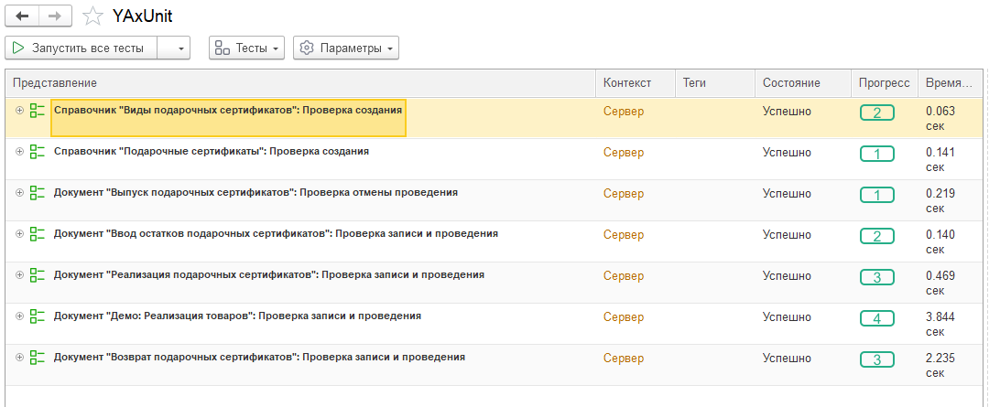 YAxUnit
Запустить все тесты Тесты Параметры
Представление Контекст Теги Состояние Прогресс Время...
Справочник "Виды подарочных сертификатов": Проверка создания Сервер Успешно 2 0.063
сек
Справочник "Подарочные сертификаты": Проверка создания Сервер Успешно 1 0.141
сек
Документ "Выпуск подарочных сертификатов": Проверка отмены проведения Сервер Успешно 1 0.219
сек
Документ "Ввод остатков подарочных сертификатов": Проверка записи и проведения Сервер Успешно 2 0.140
сек
Документ "Реализация подарочных сертификатов": Проверка записи и проведения Сервер Успешно 3 0.469
сек
Документ "Демо: Реализация товаров": Проверка записи и проведения Сервер Успешно 4 3.844
сек
Документ "Возврат подарочных сертификатов": Проверка записи и проведения Сервер Успешно 3 2.235
сек